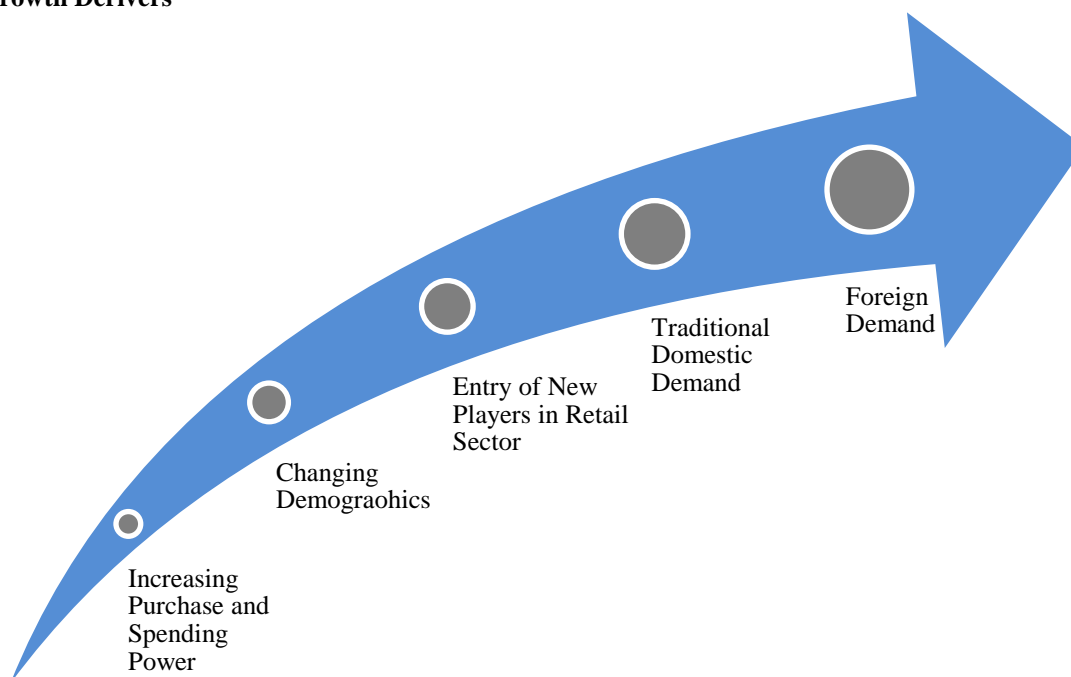 rowth Derivers
Foreign
Demand
Traditional
Domestic
Demand
Entry of New
Players in Retail
Sector
Changing
Demograohics
Increasing
Purchase and
Spending
Power